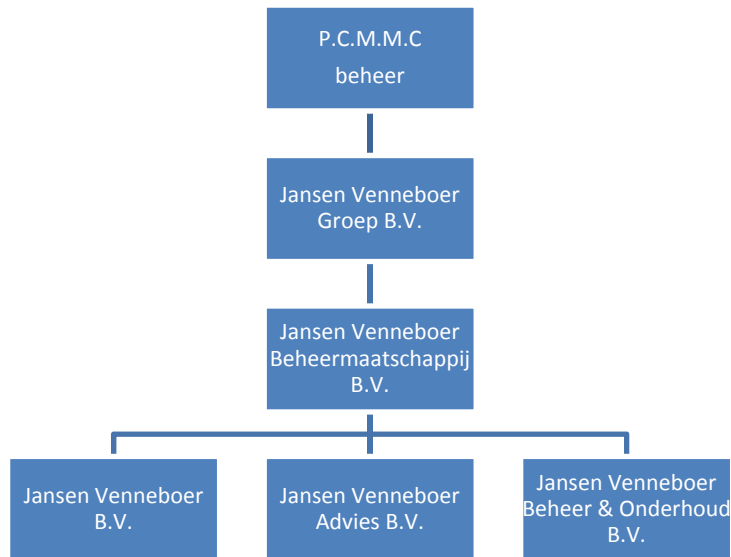 P.C.M.M.C
beheer
Jansen Venneboer
Groep B.V.
Jansen Venneboer
Beheermaatschappij
B.V.
Jansen Venneboer
B.V.
Jansen Venneboer
Advies B.V.
Jansen Venneboer
Beheer & Onderhoud
B.V.